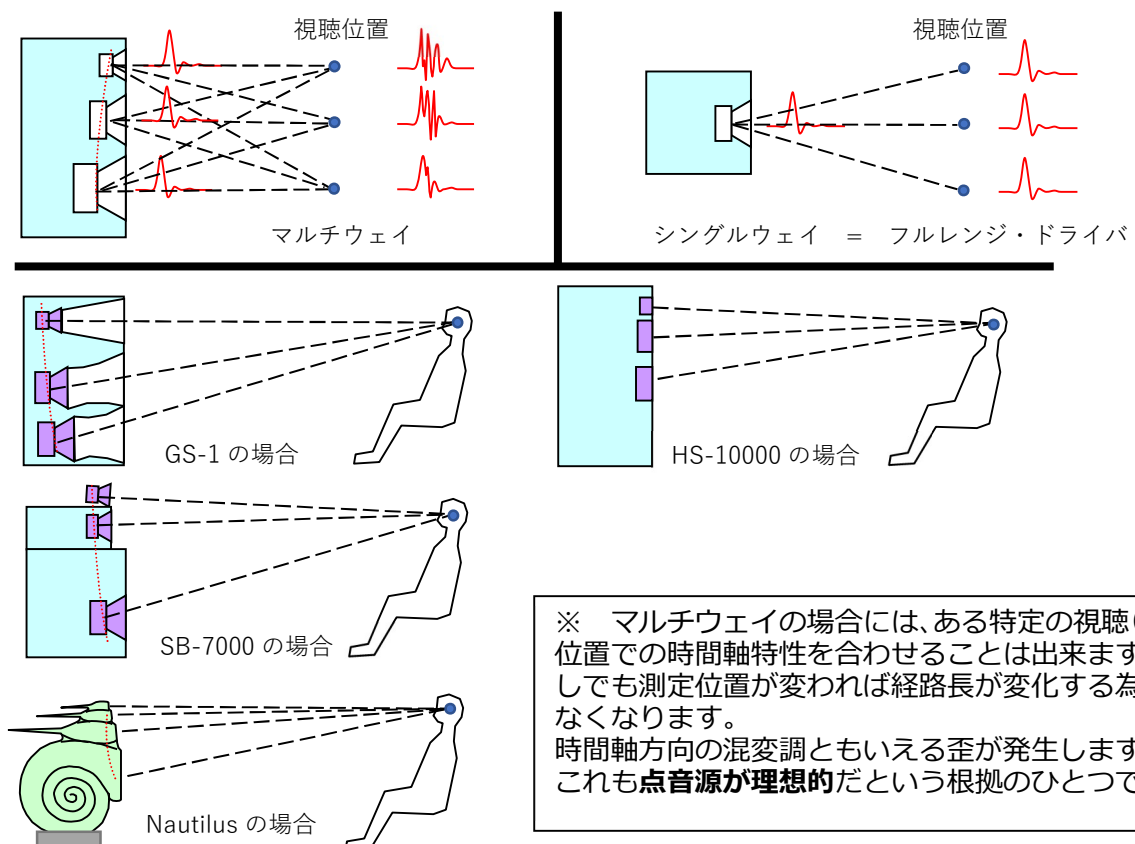 視聴位置
マルチウェイ
視聴位置
シングルウェイ = フルレンジ・ドライバ
GS-1 の場合
HS-10000 の場合
SB-7000 の場合
Nautilus の場合
※ マルチウェイの場合には、ある特定の視聴
位置での時間軸特性を合わせることは出来ます
しでも測定位置が変われば経路長が変化する為
なくなります。
時間軸方向の混変調ともいえる歪が発生します
これも点音源が理想的だという根拠のひとつで